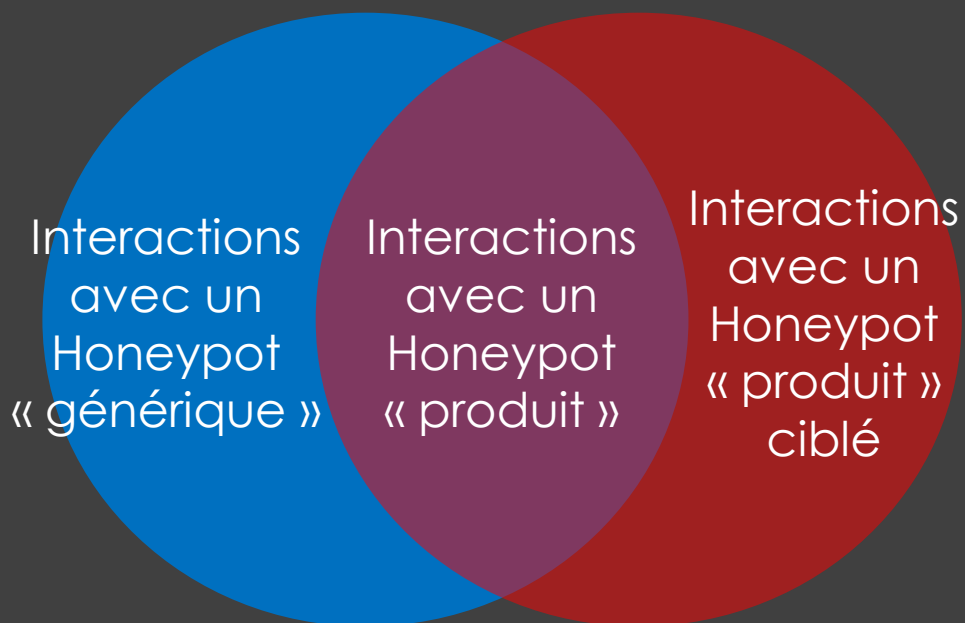 Interactions
avec un
Honeypot
« générique »
Interactions
avec un
Honeypot
« produit »
Interactions
avec un
Honeypot
« produit »
ciblé